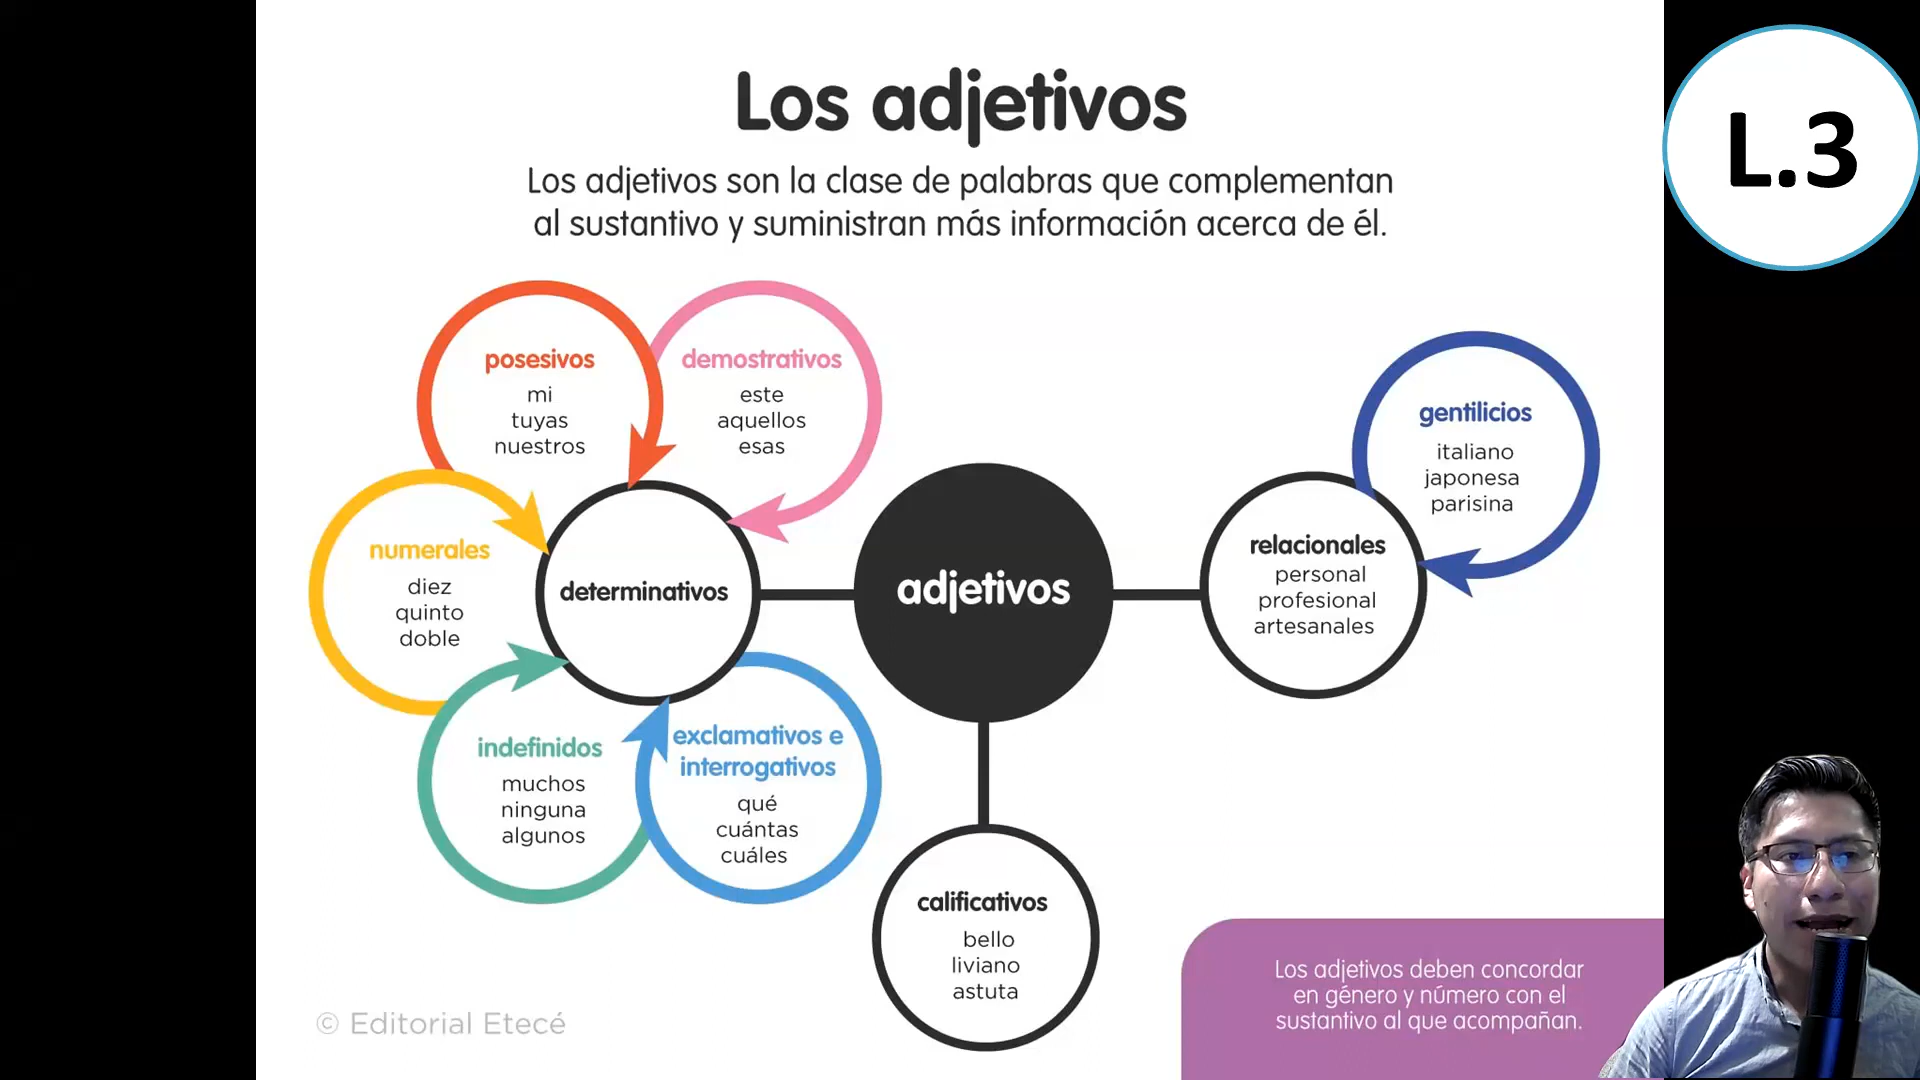 Los adjetivos
L.3
Los adjetivos son la clase de palabras que complementan
al sustantivo y suministran más información acerca de él.
posesivos
mi
tuyas
nuestros
demostrativos
este
aquellos
esas
gentilicios
italiano
japonesa
parisina
numerales
diez
quinto
doble
determinativos
adjetivos
relacionales
personal
profesional
artesanales
indefinidos
muchos
ninguna
algunos
exclamativos e
interrogativos
qué
cuántas
cuáles
calificativos
bello
liviano
astuta
Los adjetivos deben concordar
en género y número con el
sustantivo al que acompañan.
© Editorial Etecé